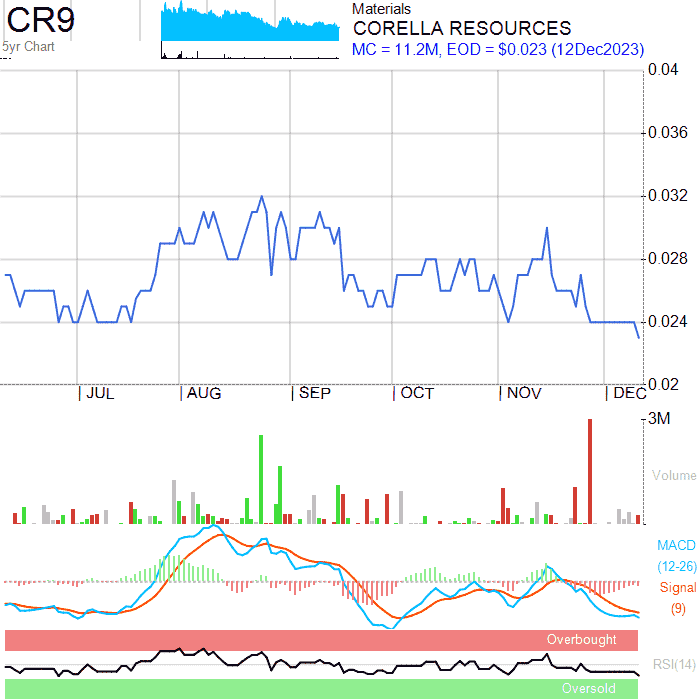 CR9
5yr Chart
Materials
CORELLA RESOURCES
MC = 11.2M, EOD = $0.023 (12Dec2023)
0.04
0.036
0.032
0.028
0.024
0.02
JUL
AUG
SEP
OCT
NOV
DEC
3M
Volume
MACD
(12-26)
Signal
(9)
Overbought
RSI(14)
Oversold